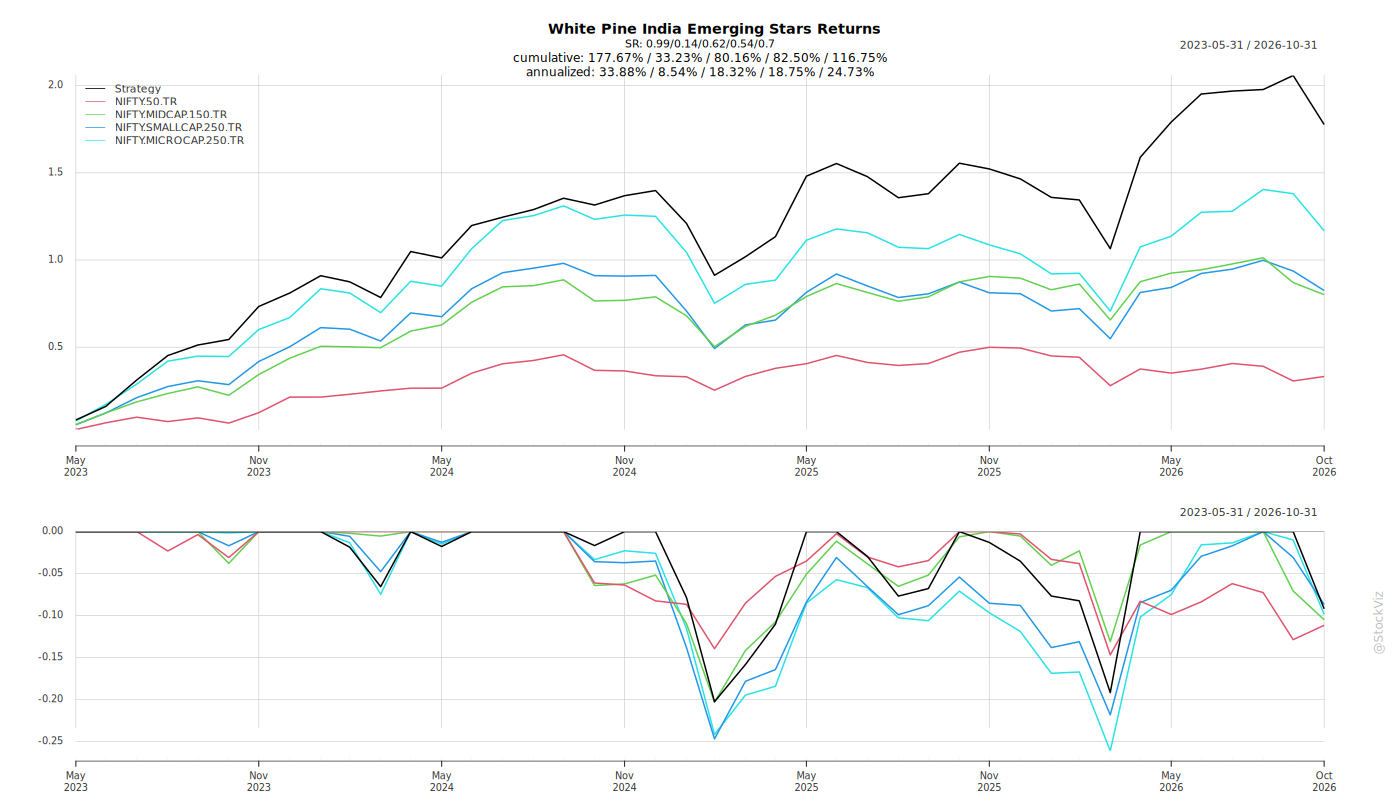 White Pine India Emerging Stars Returns
SR: 0.99/0.14/0.62/0.54/0.7
cumulative: 177.67% / 33.23% / 80.16% / 82.50% / 116.75%
annualized: 33.88% / 8.54% / 18.32% / 18.75% / 24.73%
2023-05-31 / 2026-10-31
Strategy
NIFTY.50.TR
NIFTY.MIDCAP.150.TR
NIFTY.SMALLCAP.250.TR
NIFTY.MICROCAP.250.TR
2.0
1.5
1.0
0.5
May 2023
Nov 2023
May 2024
Nov 2024
May 2025
Nov 2025
May 2026
Oct 2026
2023-05-31 / 2026-10-31
0.00
-0.05
-0.10
-0.15
-0.20
-0.25
May 2023
Nov 2023
May 2024
Nov 2024
May 2025
Nov 2025
May 2026
Oct 2026
@StockViz